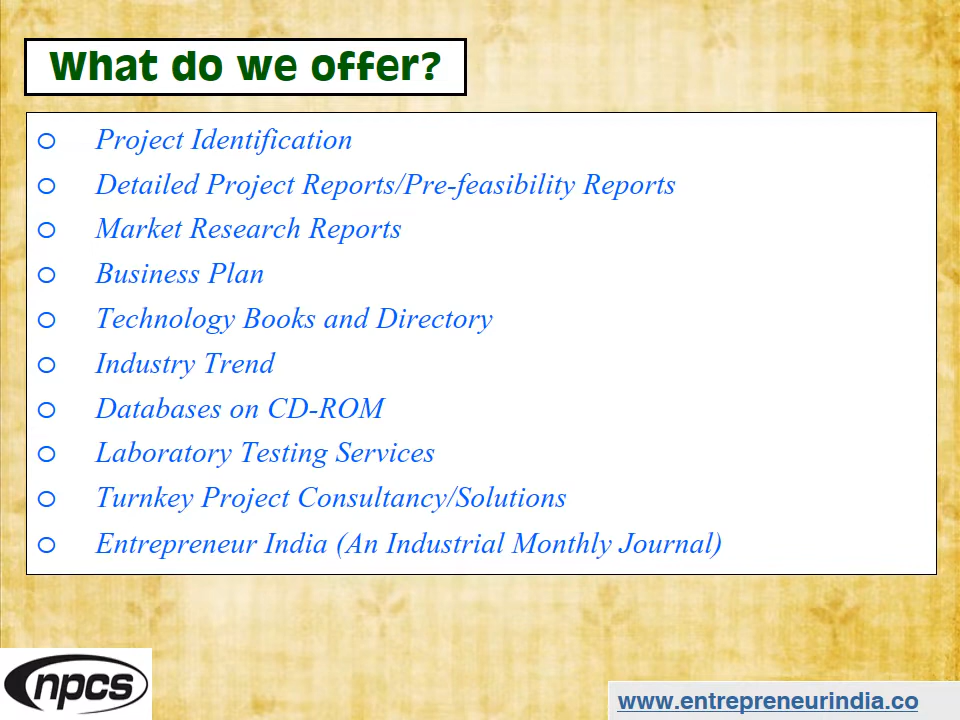 What do we offer?
Project Identification
Detailed Project Reports/Pre-feasibility Reports
Market Research Reports
Business Plan
Technology Books and Directory
Industry Trend
Databases on CD-ROM
Laboratory Testing Services
Turnkey Project Consultancy/Solutions
Entrepreneur India (An Industrial Monthly Journal)
npcs
www.entrepreneurindia.co